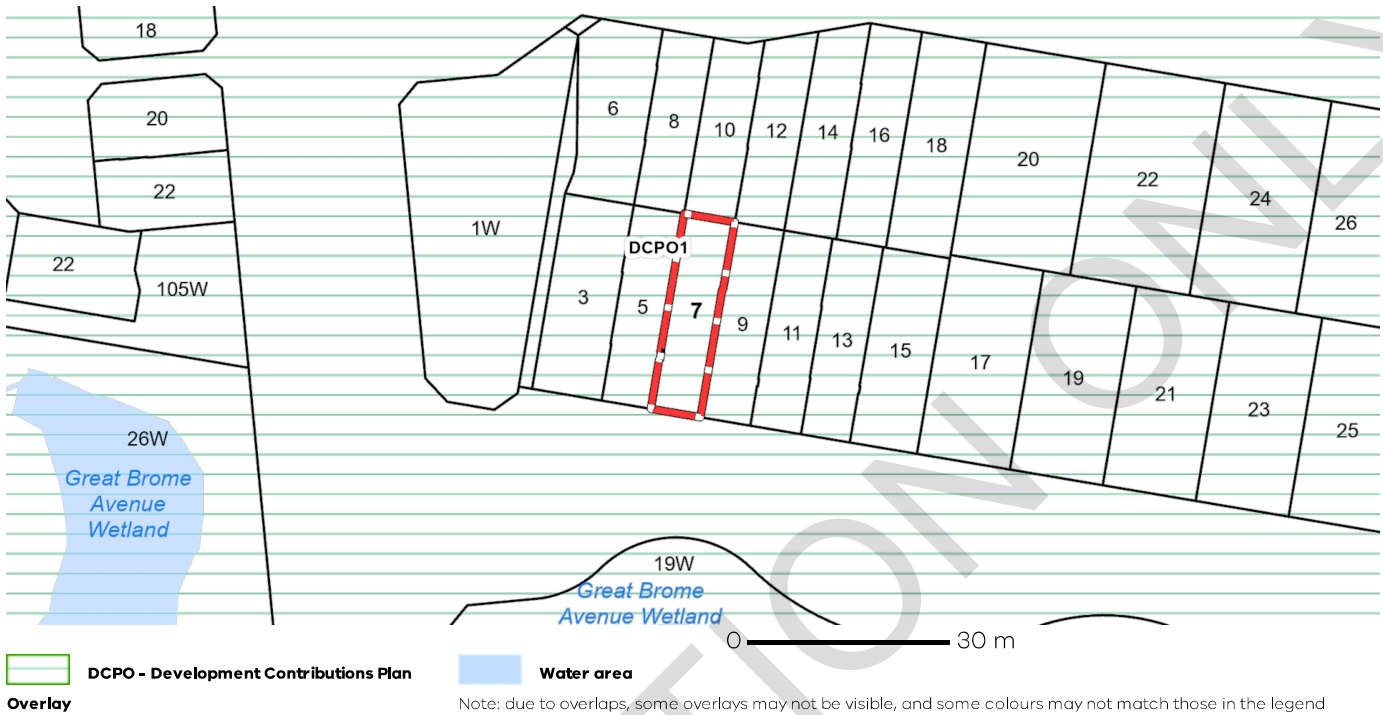 18
20
22
22
105W
26W
Great Brome
Avenue
Wetland
1W
6
8
10
12
14
16
18
20
22
24
26
DCPO1
3
5
7
9
11
13
15
17
19
21
23
25
19W
Great Brome
Avenue Wetland
0 30 m
DCPO - Development Contributions Plan
Overlay
Water area
Note: due to overlaps, some overlays may not be visible, and some colours may not match those in the legend
TION ONLY